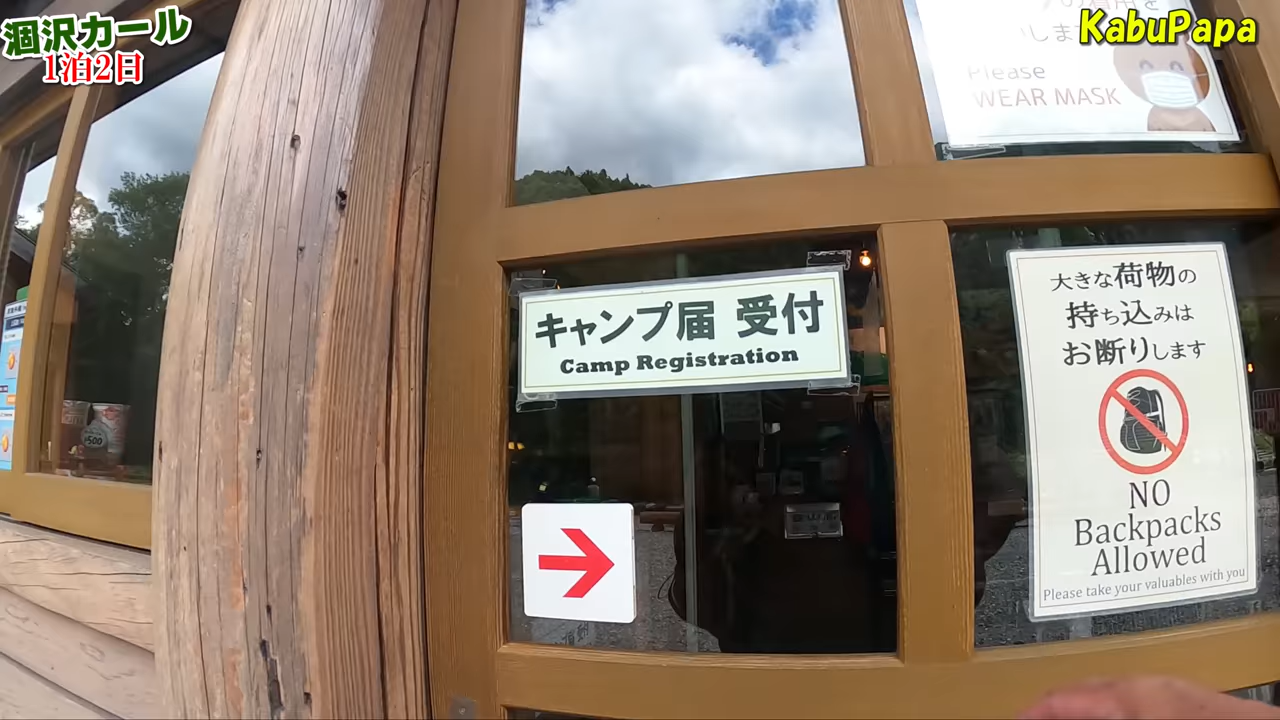 涸沢カール
1泊2日
KabuPapa
Please
WEAR MASK
キャンプ届 受付
Camp Registration
大きな荷物の
持ち込みは
お断りします
NO
Backpacks
Allowed
Please take your valuables with you
¥500